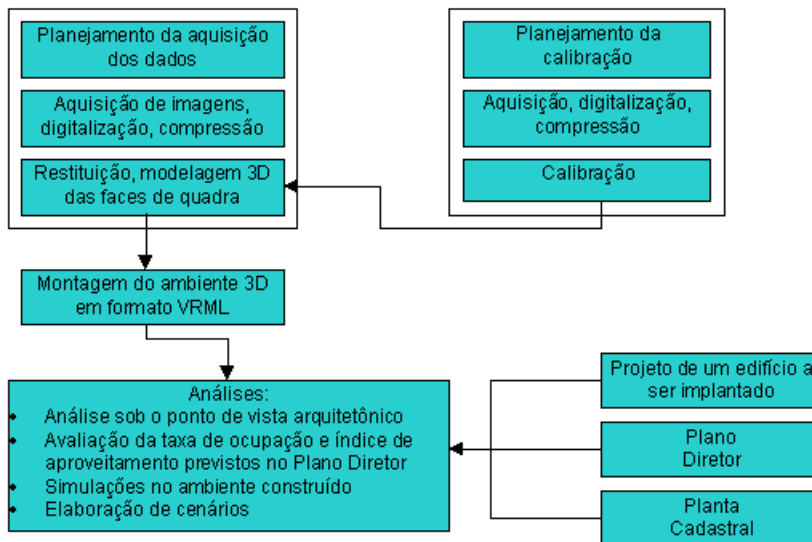 Planejamento da aquisição
dos dados
Aquisição de imagens,
digitalização, compressão
Restituição, modelagem 3D
das faces de quadra
Planejamento da
calibração
Aquisição, digitalização,
compressão
Calibração
Montagem do ambiente 3D
em formato VRML
Análises:
• Análise sob o ponto de vista arquitetônico
• Avaliação da taxa de ocupação e índice de
aproveitamento previstos no Plano Diretor
• Simulações no ambiente construído
• Elaboração de cenários
Projeto de um edifício a
ser implantado
Plano
Diretor
Planta
Cadastral